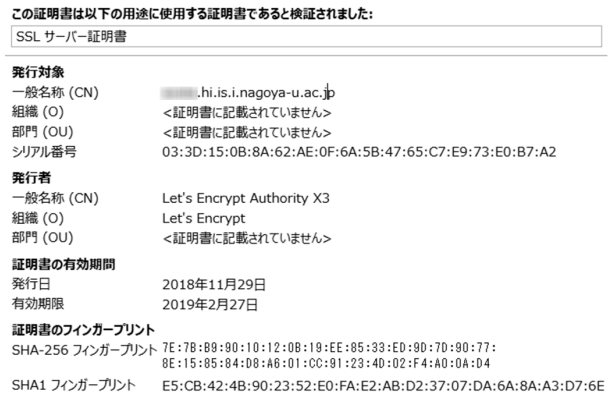 この証明書は以下の用途に使用する証明書であると検証されました:
SSL サーバー証明書
発行対象
一般名称 (CN) .hi.is.i.nagoya-u.ac.jp
組織 (O) <証明書に記載されていません>
部門 (OU) <証明書に記載されていません>
シリアル番号 03:3D:15:0B:8A:62:AE:0F:6A:5B:47:65:C7:E9:73:E0:B7:A2
発行者
一般名称 (CN) Let's Encrypt Authority X3
組織 (O) Let's Encrypt
部門 (OU) <証明書に記載されていません>
証明書の有効期間
発行日 2018年11月29日
有効期限 2019年2月27日
証明書のフィンガープリント
SHA-256 フィンガープリント 7E:7B:B9:90:10:12:0B:19:EE:85:33:ED:9D:7D:90:77:
8E:15:85:84:D8:A6:01:CC:91:23:4D:02:F4:A0:0A:D4
SHA1 フィンガープリント E5:CB:42:4B:90:23:52:E0:FA:E2:AB:D2:37:07:DA:6A:8A:A3:D7:6E